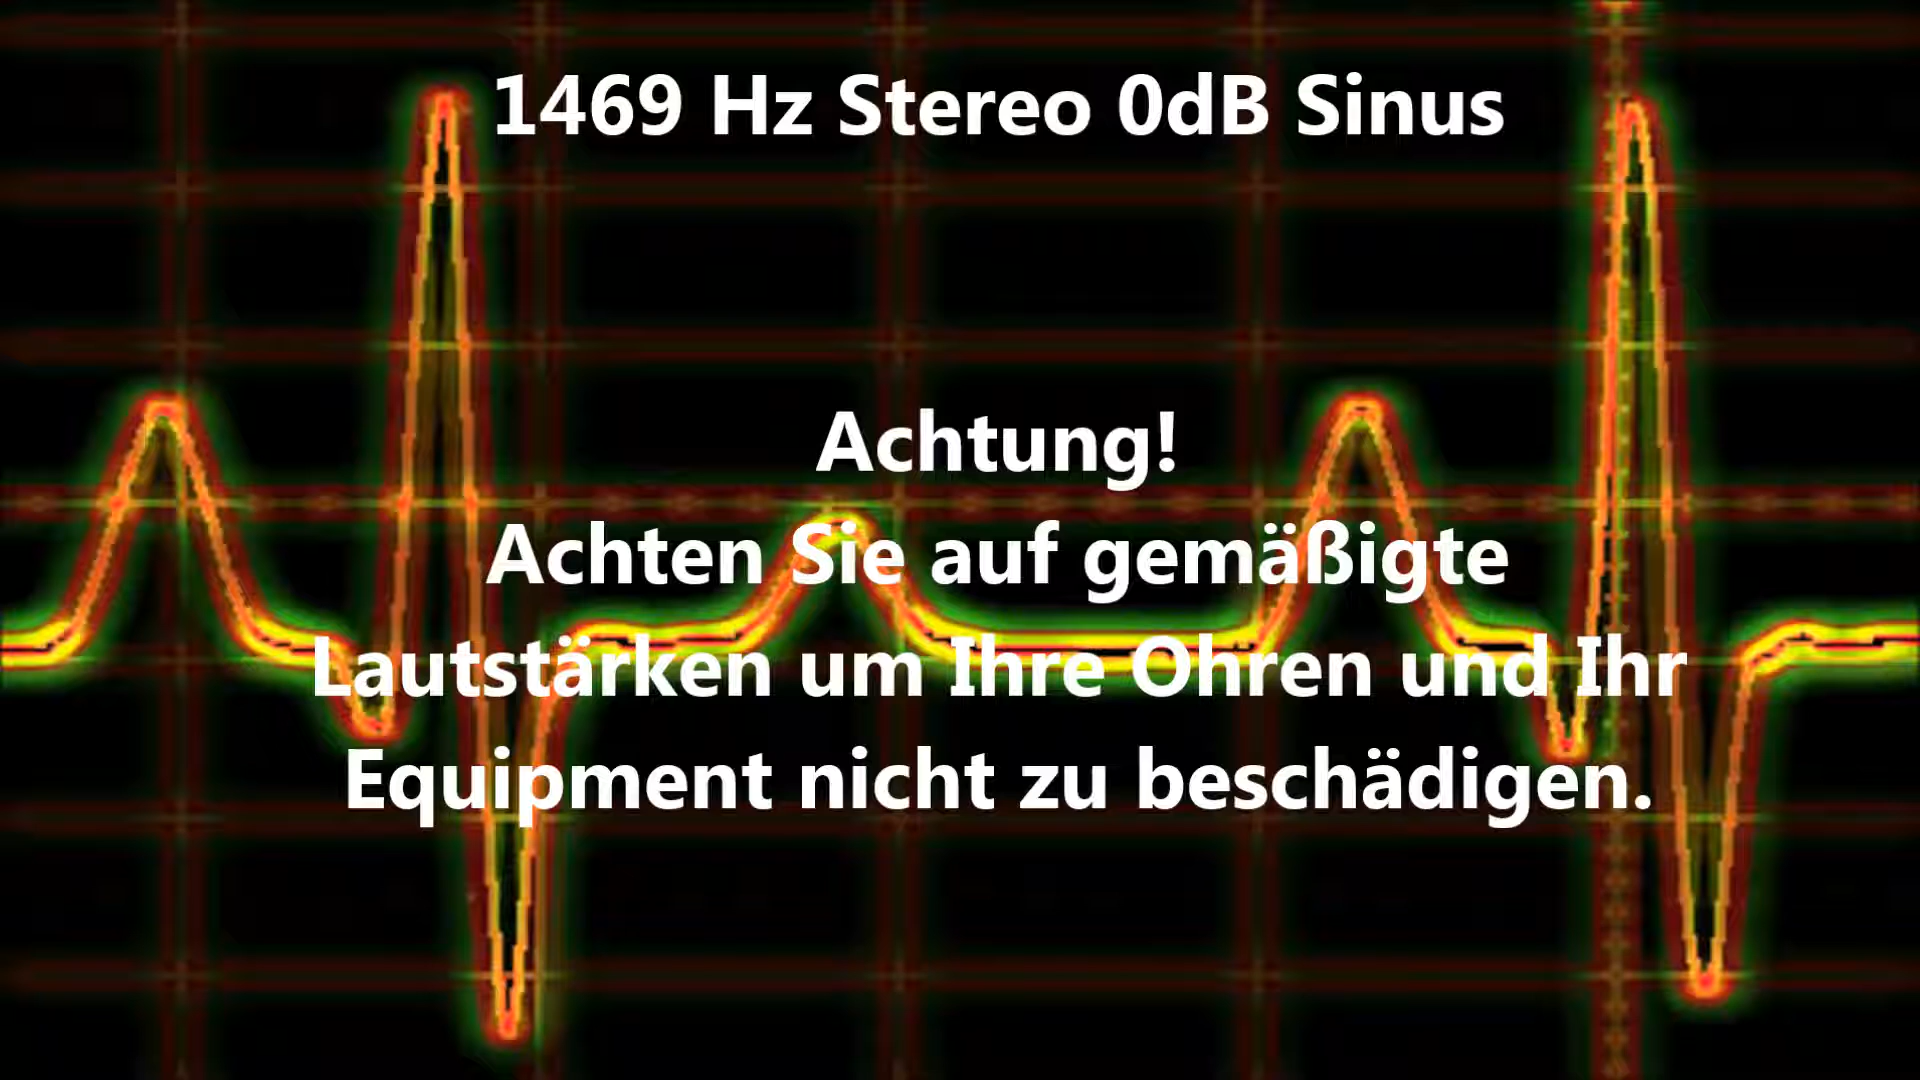 1469 Hz Stereo 0dB Sinus
Achtung!
Achten Sie auf gemäßigte
Lautstärken um Ihre Ohren und Ihr
Equipment nicht zu beschädigen.